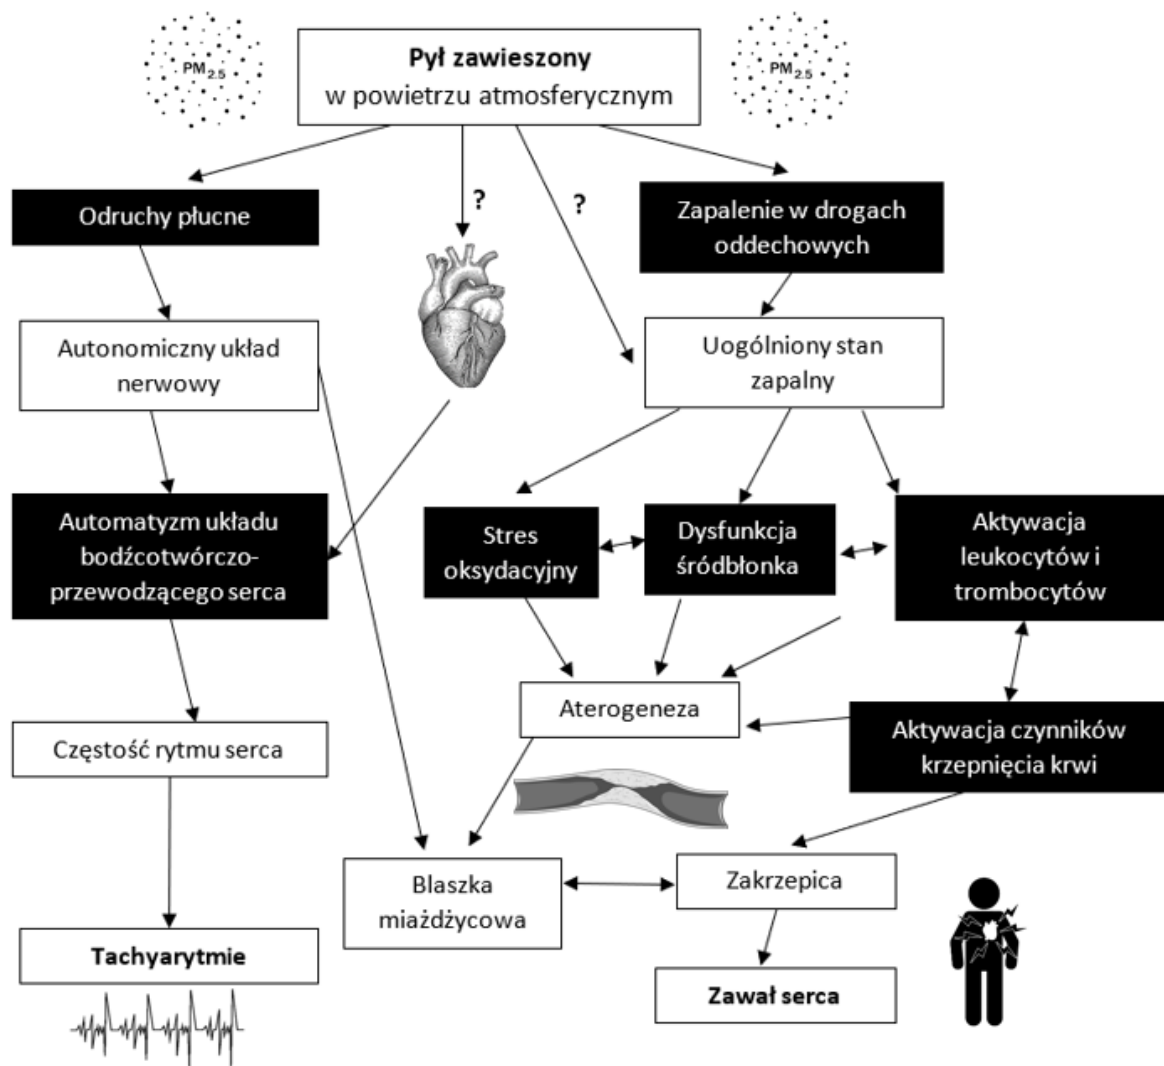 PM2.5
Pył zawieszony
w powietrzu atmosferycznym
PM2.5
?
?
Odruchy płucne
Zapalenie w drogach
oddechowych
Autonomiczny układ
nerwowy
Uogólniony stan
zapalny
Automatyzm układu
bodźcotwórczo-
przewodzącego serca
Stres
oksydacyjny
Dysfunkcja
śródbłonka
Aktywacja
leukocytów i
trombocytów
Aterogeneza
Częstość rytmu serca
Aktywacja czynników
krzepnięcia krwi
Blaszka
miażdżycowa
Zakrzepica
Tachyarytmie
Zawał serca